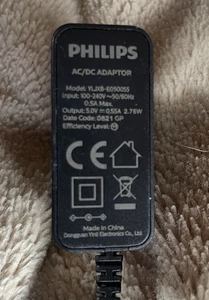 PHILIPS
AC/DC ADAPTOR
Model: YLJXB-E050055
Input: 100-240V~50/60Hz
0.5A Max.
Output: 5.0V ⎓ 0.55A 2.75W
Date Code: 0821 GP
Efficiency Level: Ⓥ
CE
Made in China
Dongguan Yinli Electronics Co., Ltd.